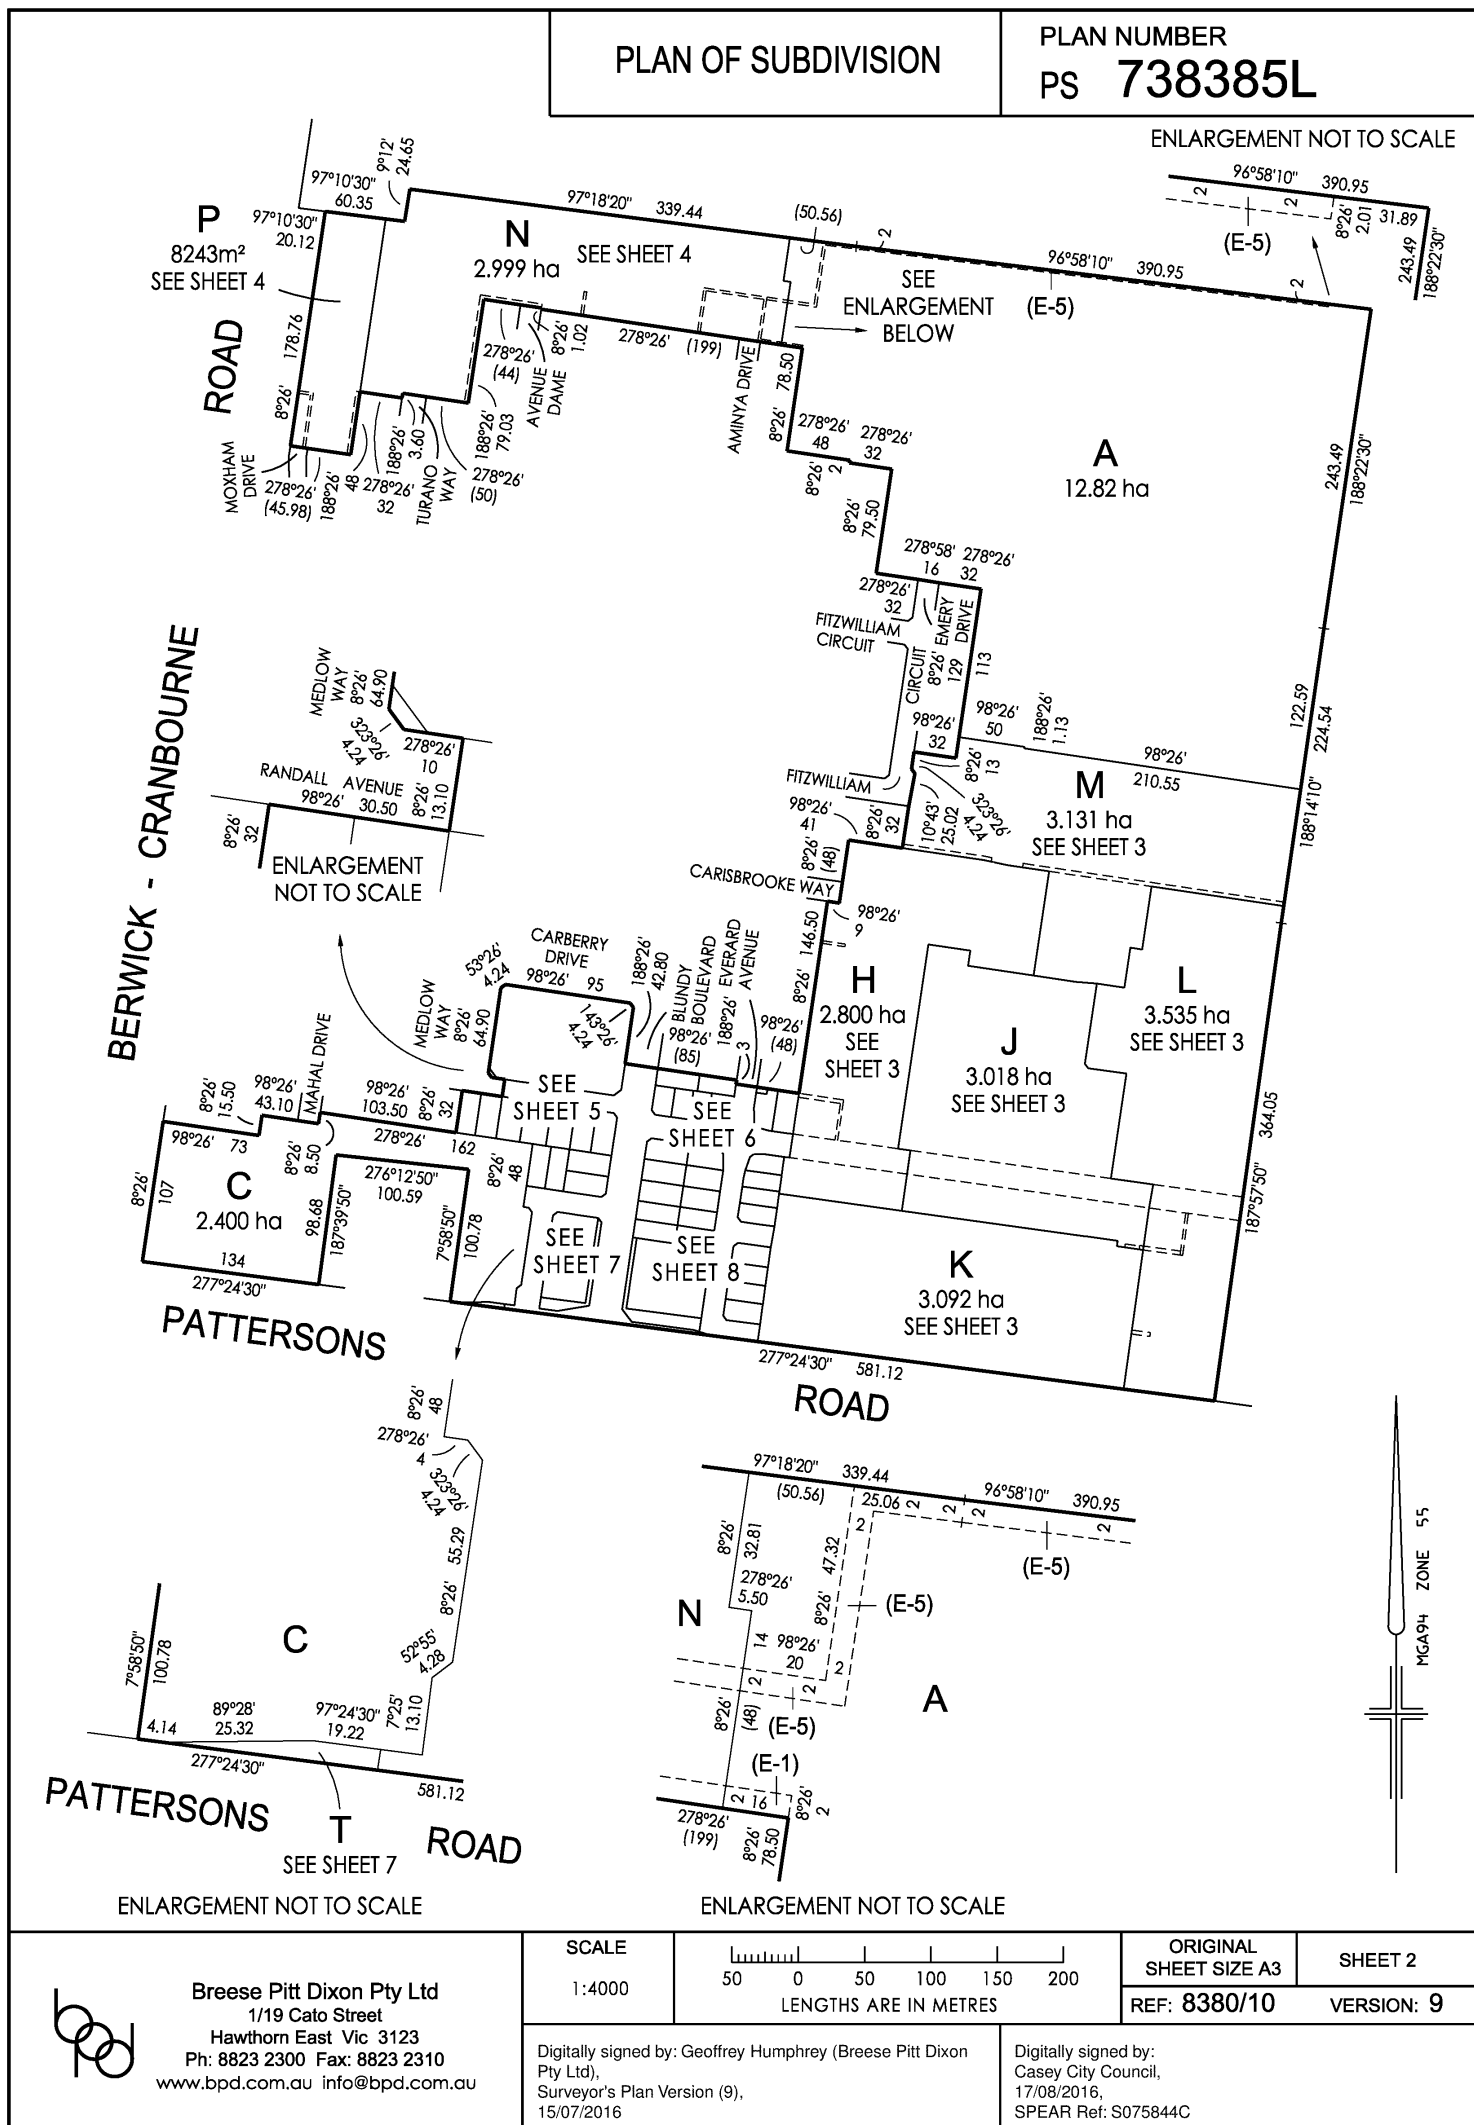 PLAN OF SUBDIVISION
PLAN NUMBER
PS 738385L
ENLARGEMENT NOT TO SCALE
96°58'10" 390.95
2
2
8°26'
2.01
31.89
(E-5)
243.49
188°22'30"
9°12'
24.65
97°10'30"
60.35
P
8243m²
SEE SHEET 4
97°10'30"
20.12
97°18'20" 339.44
(50.56)
2
N
2.999 ha
SEE SHEET 4
96°58'10" 390.95
2
SEE
ENLARGEMENT
BELOW
(E-5)
ROAD
178.76
8°26'
278°26'
(44)
AVENUE
DAME
8°26'
1.02
278°26' (199)
AMINYA DRIVE
78.50
8°26'
MOXHAM
DRIVE
278°26'
(45.98)
188°26'
48
278°26'
32
188°26'
3.60
TURANO
WAY
188°26'
79.03
278°26'
(50)
278°26'
48
278°26'
32
8°26'
2
8°26'
79.50
A
12.82 ha
243.49
188°22'30"
278°58'
16
278°26'
32
278°26'
32
FITZWILLIAM
CIRCUIT
EMERY
DRIVE
CIRCUIT
8°26'
129
113
98°26'
32
98°26'
50
188°26'
1.13
98°26'
210.55
122.59
224.54
188°14'10"
BERWICK - CRANBOURNE
MEDLOW
WAY
8°26'
64.90
323°26'
4.24
278°26'
10
RANDALL AVENUE
98°26' 30.50
8°26'
13.10
8°26'
32
ENLARGEMENT
NOT TO SCALE
FITZWILLIAM
98°26'
41
8°26'
32
8°26'
13
10°43'
25.02
323°26'
4.24
M
3.131 ha
SEE SHEET 3
8°26'
(48)
CARISBROOKE WAY
98°26'
9
146.50
8°26'
53°26'
4.24
CARBERRY
DRIVE
98°26' 95
143°26'
4.24
188°26'
42.80
BLUNDY
BOULEVARD
98°26'
(85)
188°26' EVERARD
3 AVENUE
98°26'
(48)
MEDLOW
WAY
8°26'
64.90
H
2.800 ha
SEE
SHEET 3
J
3.018 ha
SEE SHEET 3
L
3.535 ha
SEE SHEET 3
8°26'
15.50
98°26'
43.10
MAHAL DRIVE
98°26'
103.50
8°26'
32
SEE
SHEET 5
SEE
SHEET 6
98°26' 73
8°26'
8.50
278°26' 162
8°26'
48
8°26'
107
C
2.400 ha
98.68
187°39'50"
276°12'50"
100.59
7°58'50"
100.78
SEE
SHEET 7
SEE
SHEET 8
K
3.092 ha
SEE SHEET 3
364.05
187°57'50"
134
277°24'30"
PATTERSONS
277°24'30" 581.12
ROAD
8°26'
48
278°26'
4
323°26'
4.24
55.29
8°26'
52°55'
4.28
C
7°58'50"
100.78
4.14
89°28'
25.32
97°24'30"
19.22
7°25'
13.10
277°24'30"
581.12
PATTERSONS
ROAD
T
SEE SHEET 7
ENLARGEMENT NOT TO SCALE
97°18'20" 339.44
(50.56)
25.06
2
2
96°58'10" 390.95
2
(E-5)
8°26'
32.81
278°26'
5.50
47.32
8°26'
2
(E-5)
N
14
98°26'
20
2
2
2
A
8°26'
(48)
(E-5)
(E-1)
2
16
8°26'
2
278°26'
(199)
8°26'
78.50
ENLARGEMENT NOT TO SCALE
MGA94 ZONE 55
Breese Pitt Dixon Pty Ltd
1/19 Cato Street
Hawthorn East Vic 3123
Ph: 8823 2300 Fax: 8823 2310
www.bpd.com.au info@bpd.com.au
bpd
SCALE
1:4000
50 0 50 100 150 200
LENGTHS ARE IN METRES
ORIGINAL
SHEET SIZE A3
SHEET 2
REF: 8380/10
VERSION: 9
Digitally signed by: Geoffrey Humphrey (Breese Pitt Dixon
Pty Ltd),
Surveyor's Plan Version (9),
15/07/2016
Digitally signed by:
Casey City Council,
17/08/2016,
SPEAR Ref: S075844C